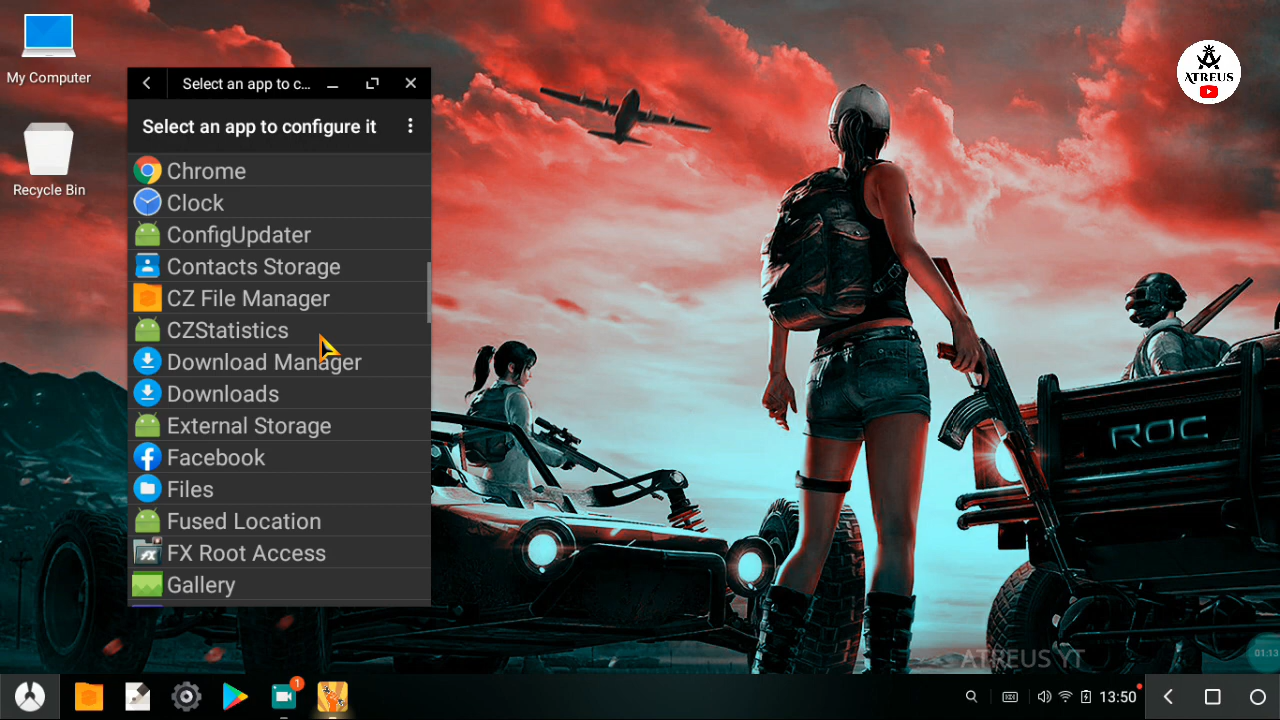 My Computer
Recycle Bin
Select an app to c...
Select an app to configure it
Chrome
Clock
ConfigUpdater
Contacts Storage
CZ File Manager
CZStatistics
Download Manager
Downloads
External Storage
Facebook
Files
Fused Location
FX Root Access
Gallery
ATREUS
ROC
ATREUS YT
01:13
1
13:50